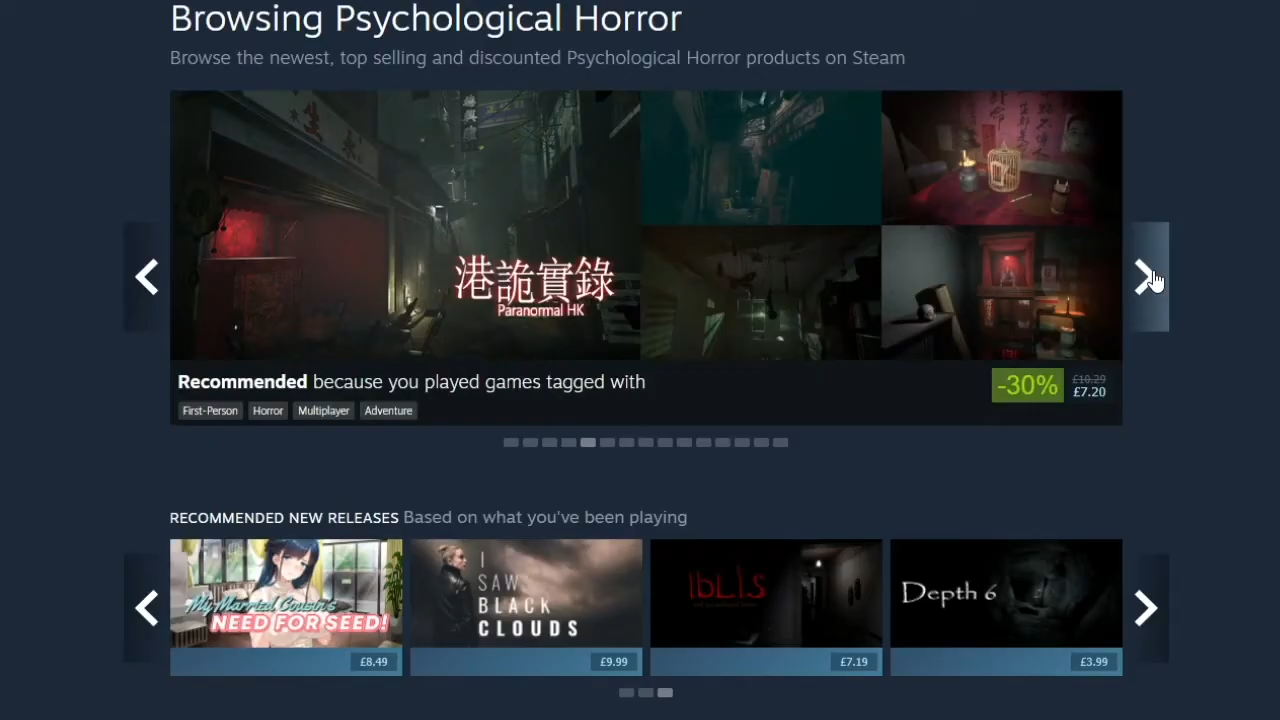 Browsing Psychological Horror
Browse the newest, top selling and discounted Psychological Horror products on Steam
港詭實錄
Paranormal HK
Recommended because you played games tagged with
-30%
£10.29
£7.20
First-Person Horror Multiplayer Adventure
RECOMMENDED NEW RELEASES Based on what you've been playing
My Married Cousin's
NEED FOR SEED!
I
SAW
BLACK
CLOUDS
IbLIS
Depth 6
£8.49
£9.99
£7.19
£3.99